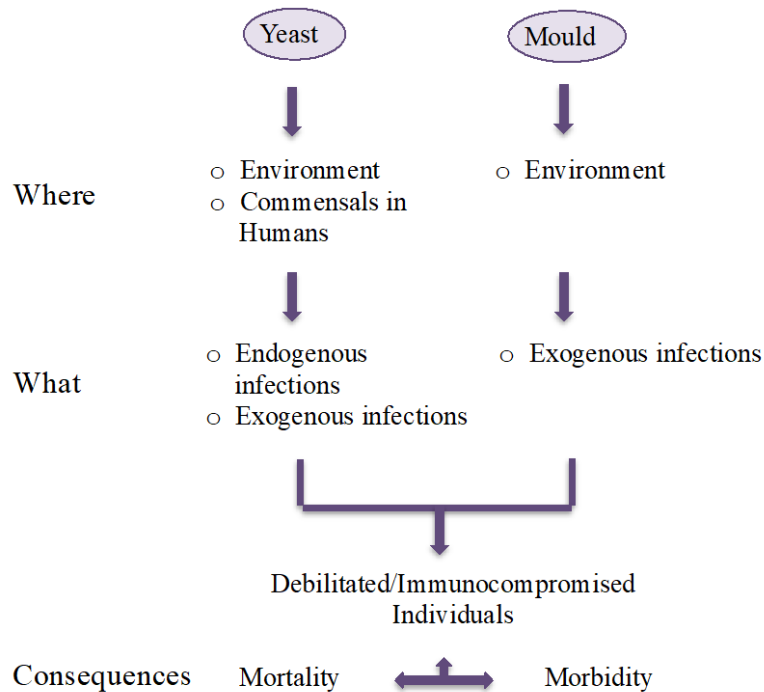 Yeast
Mould
Where
o Environment
o Commensals in
Humans
o Environment
What
o Endogenous
infections
o Exogenous infections
o Exogenous infections
Debilitated/Immunocompromised
Individuals
Consequences
Mortality
Morbidity